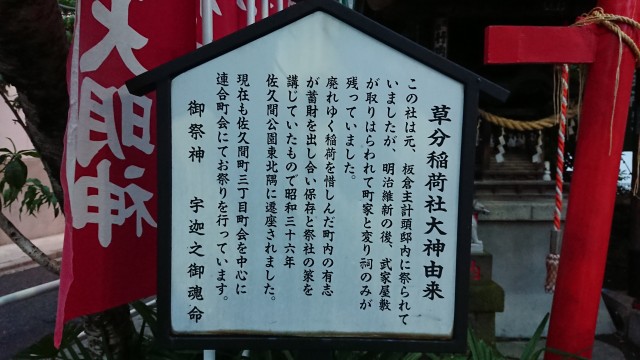 草分稲荷社大神由来
この社は元、板倉主計頭邸内に祭られて
いましたが、明治維新の後、武家屋敷
が取りはらわれて町家と変り祠のみが
残っていました。
廃れゆく稲荷を惜しんだ町内の有志
が蓄財を出し合い保存と祭社の策を
講じていたもので昭和三十六年
佐久間公園東北隅に遷座されました。
現在も佐久間町三丁目町会を中心に
連合町会にてお祭りを行っています。
御祭神　宇迦之御魂命
大明神